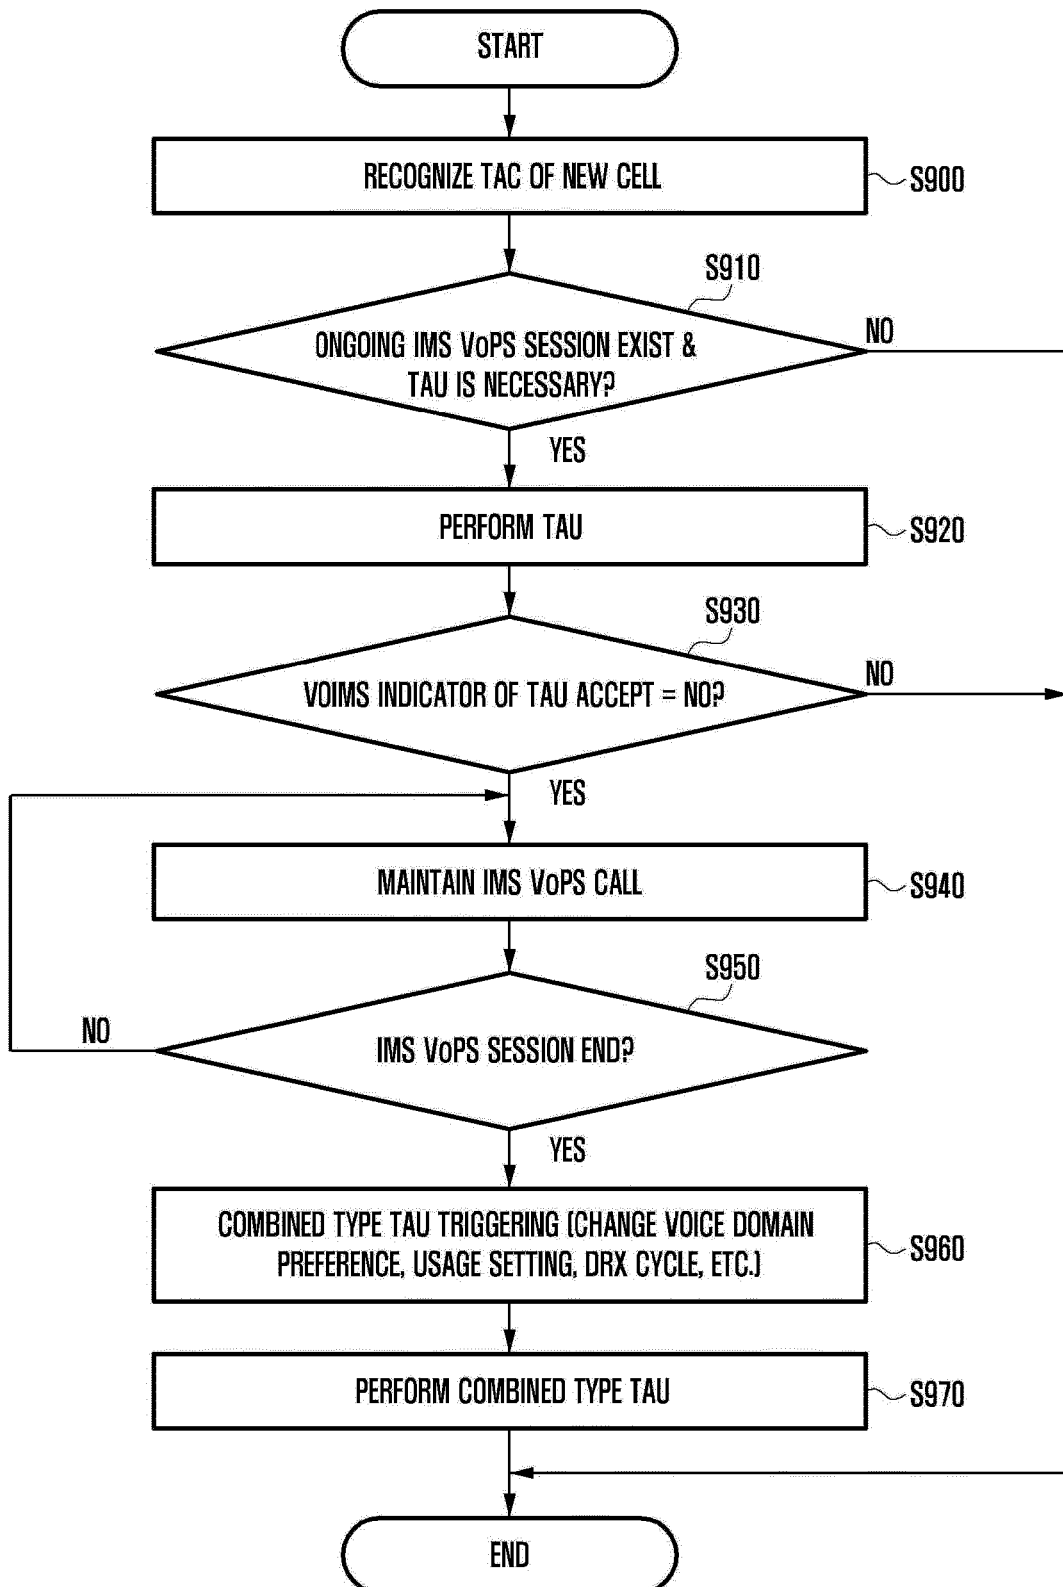 START
RECOGNIZE TAC OF NEW CELL
S900
S910
ONGOING IMS VoPS SESSION EXIST &
TAU IS NECESSARY?
NO
YES
PERFORM TAU
S920
S930
VOIMS INDICATOR OF TAU ACCEPT = NO?
NO
YES
MAINTAIN IMS VoPS CALL
S940
S950
IMS VoPS SESSION END?
NO
YES
COMBINED TYPE TAU TRIGGERING (CHANGE VOICE DOMAIN
PREFERENCE, USAGE SETTING, DRX CYCLE, ETC.)
S960
PERFORM COMBINED TYPE TAU
S970
END